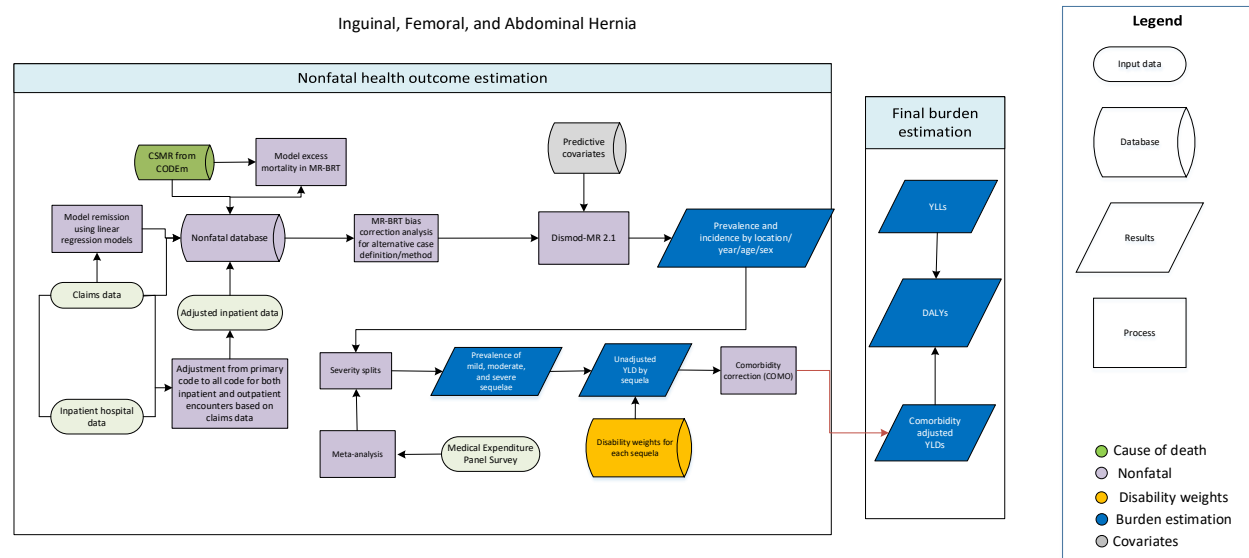 Inguinal, Femoral, and Abdominal Hernia
Nonfatal health outcome estimation
CSMR from
CODEm
Model excess
mortality in MR-BRT
Predictive
covariates
Model remission
using linear
regression models
Nonfatal database
MR-BRT bias
correction analysis
for alternative case
definition/method
Dismod-MR 2.1
Prevalence and
incidence by location/
year/age/sex
Claims data
Adjusted inpatient data
Adjustment from primary
code to all code for both
inpatient and outpatient
encounters based on
claims data
Inpatient hospital
data
Severity splits
Prevalence of
mild, moderate,
and severe
sequelae
Unadjusted
YLD by sequela
Comorbidity
correction (COMO)
Meta-analysis
Medical Expenditure
Panel Survey
Disability weights for
each sequela
Final burden
estimation
YLLs
DALYs
Comorbidity
adjusted
YLDs
Legend
Input data
Database
Results
Process
Cause of death
Nonfatal
Disability weights
Burden estimation
Covariates